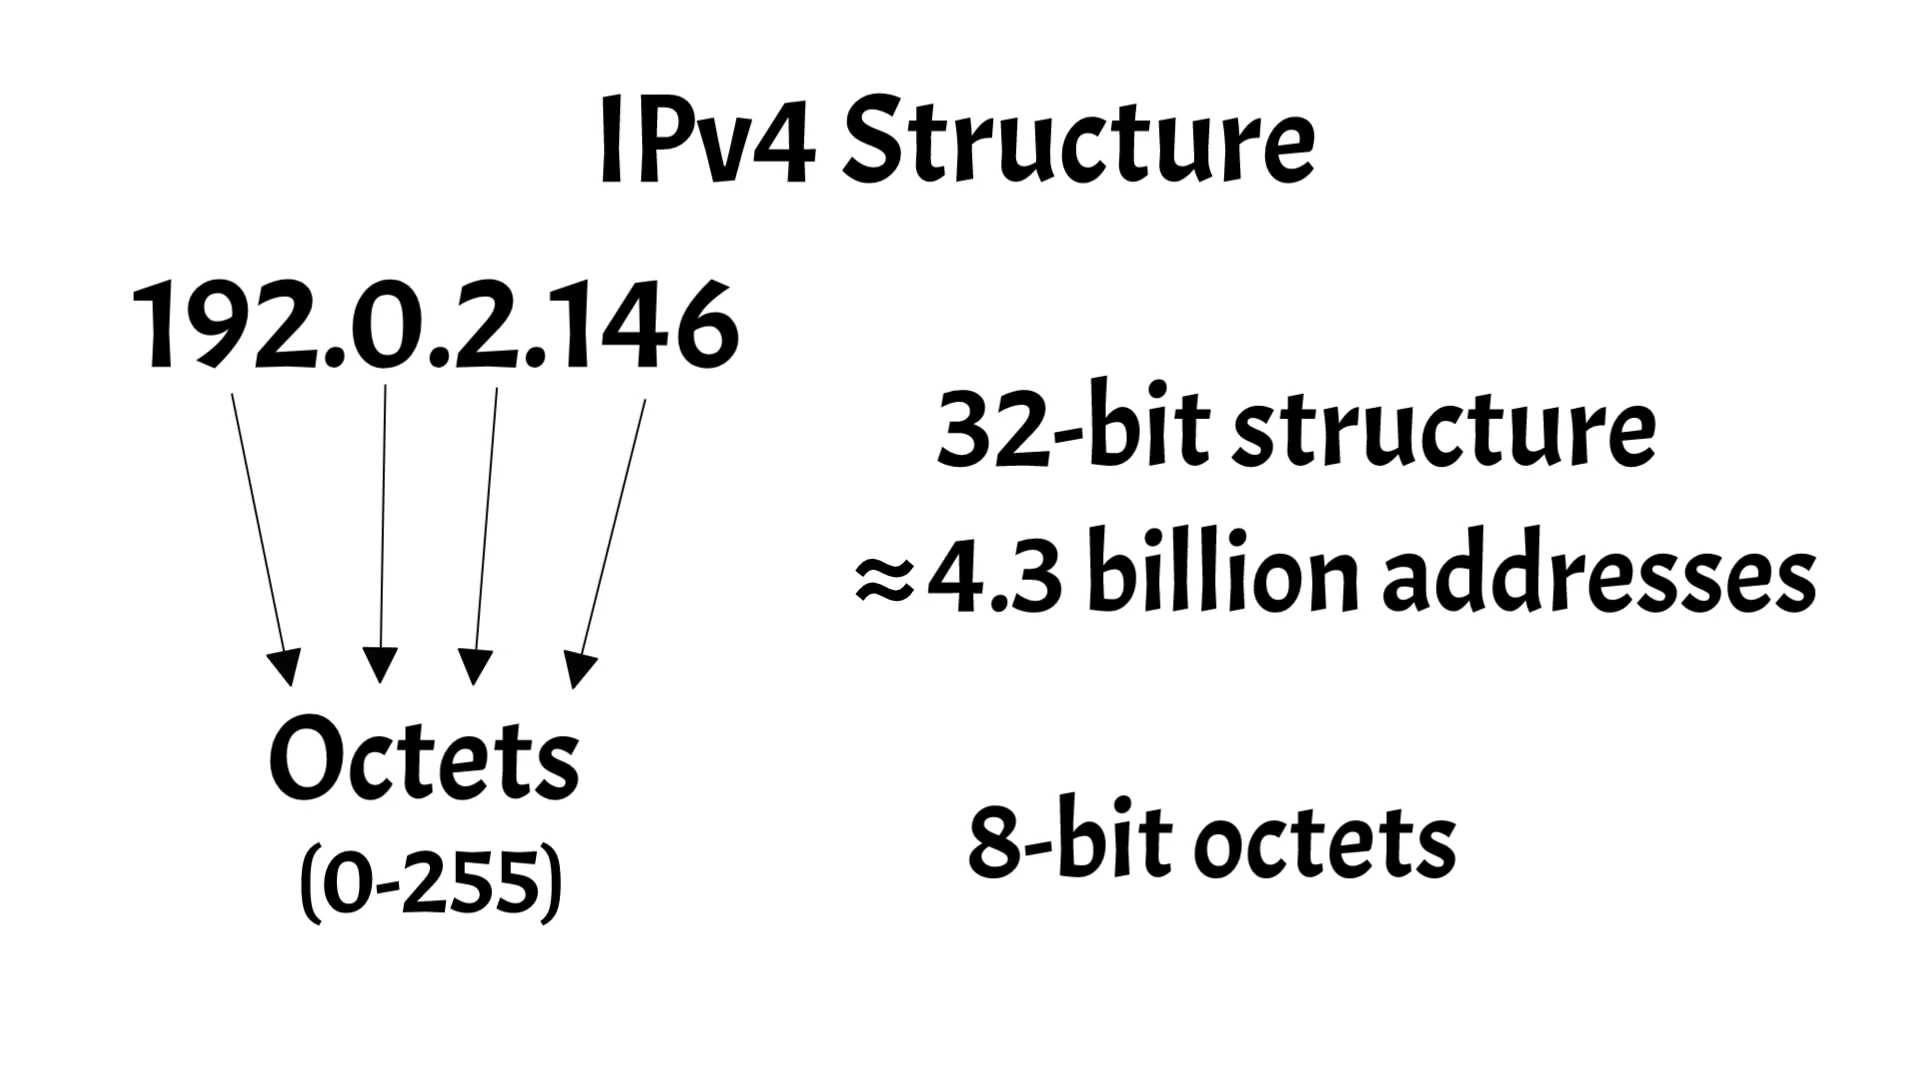 IPv4 Structure
192.0.2.146
32-bit structure
≈4.3 billion addresses
Octets
(0-255)
8-bit octets